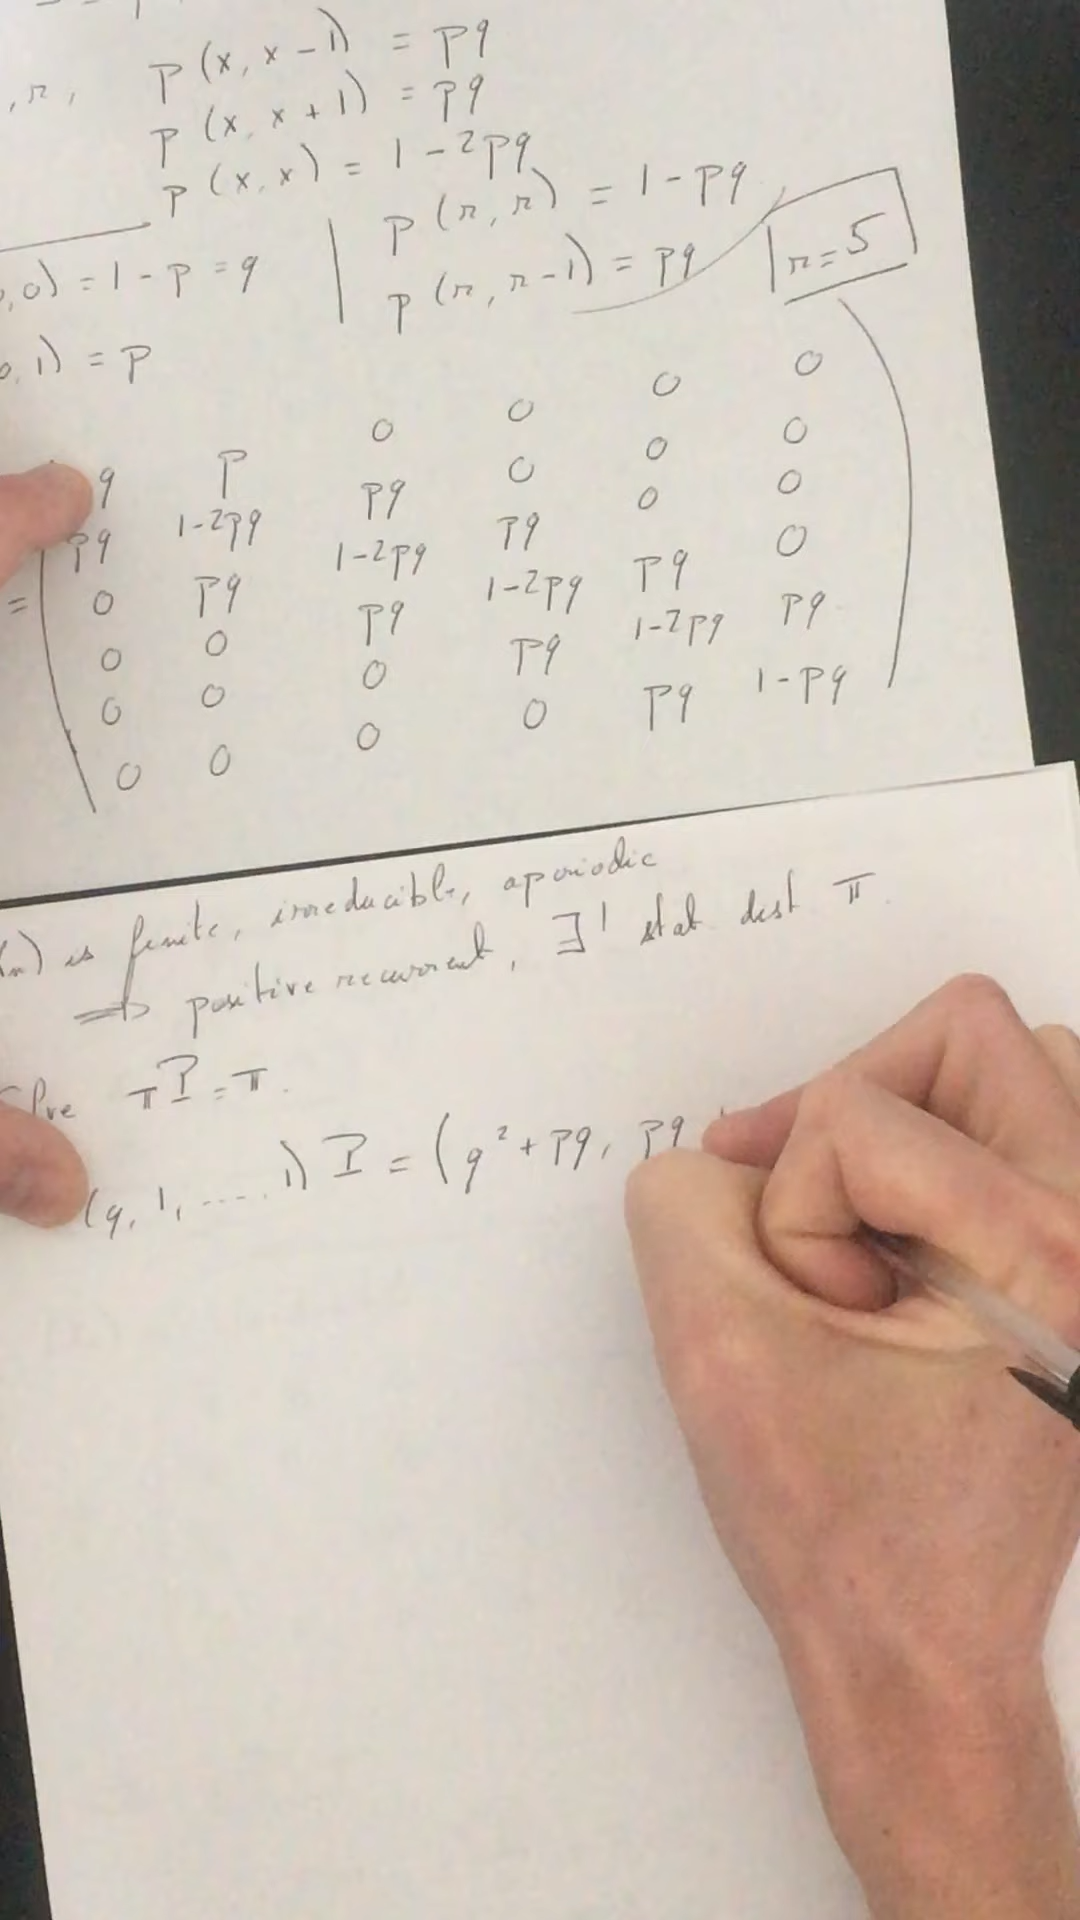 , r,
p(x, x-1) = pq
p(x, x+1) = pq
p(x, x) = 1-2pq
,0) = 1-p = q
p(r, r) = 1-pq
p(r, r-1) = pq
r=5
,1) = p
q p 0 0 0 0
pq 1-2pq pq 0 0 0
0 pq 1-2pq pq 0 0
0 0 pq 1-2pq pq 0
0 0 0 pq 1-2pq pq
0 0 0 0 pq 1-pq
=
is finite, irreducible, aperiodic
⇒ positive recurrent, ∃! stat. dist π.
πP = π.
(q, 1, ...., 1) P = (q² + pq, pq